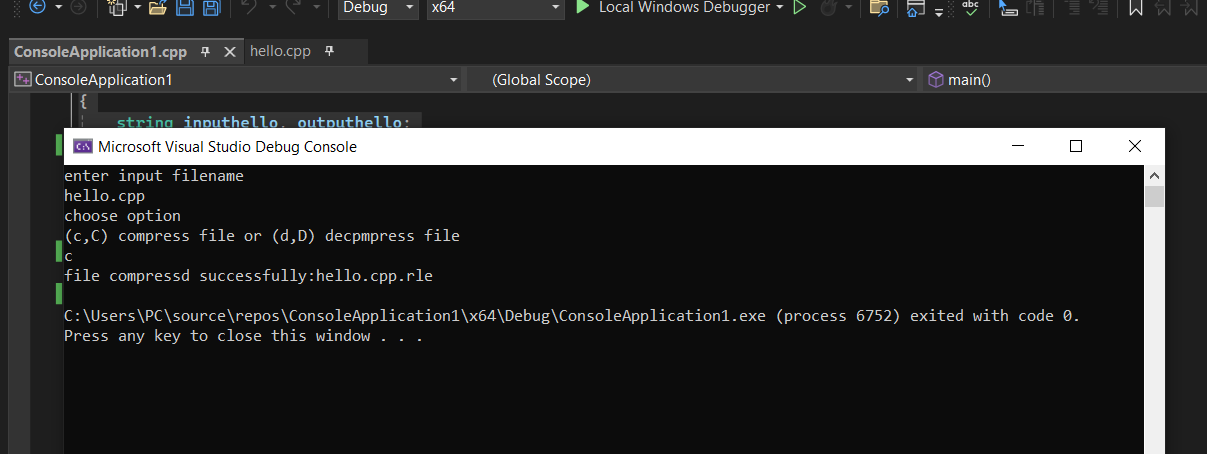 Debug x64 Local Windows Debugger abc
ConsoleApplication1.cpp hello.cpp
ConsoleApplication1 (Global Scope) main()
{
string inputhello, outputhello;
C:\ Microsoft Visual Studio Debug Console
enter input filename
hello.cpp
choose option
(c,C) compress file or (d,D) decpmpress file
c
file compressd successfully:hello.cpp.rle
C:\Users\PC\source\repos\ConsoleApplication1\x64\Debug\ConsoleApplication1.exe (process 6752) exited with code 0.
Press any key to close this window . . .